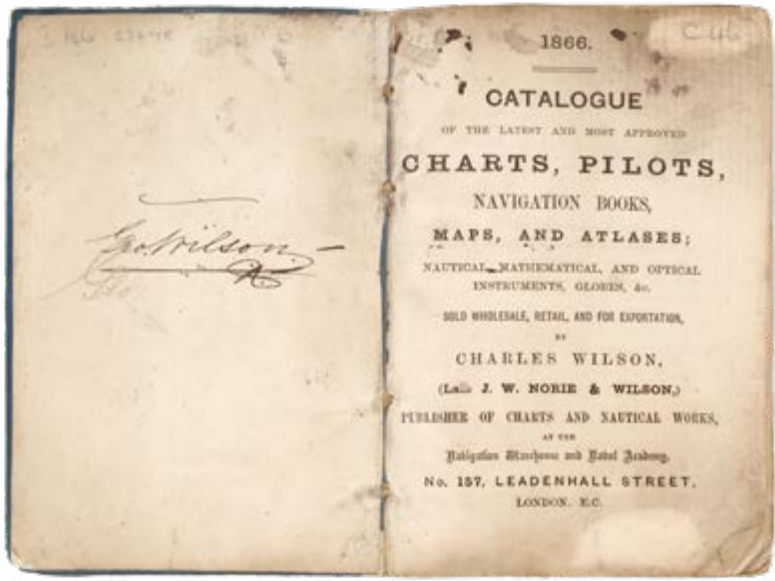 Geo. Wilson
1866.
CATALOGUE
OF THE LATEST AND MOST APPROVED
CHARTS, PILOTS,
NAVIGATION BOOKS,
MAPS, AND ATLASES;
NAUTICAL, MATHEMATICAL, AND OPTICAL
INSTRUMENTS, GLOBES, &c.
SOLD WHOLESALE, RETAIL, AND FOR EXPORTATION,
BY
CHARLES WILSON,
(Late J. W. NORIE & WILSON,)
PUBLISHER OF CHARTS AND NAUTICAL WORKS,
AT THE
Navigation Warehouse and Naval Academy,
No. 157, LEADENHALL STREET,
LONDON. E.C.